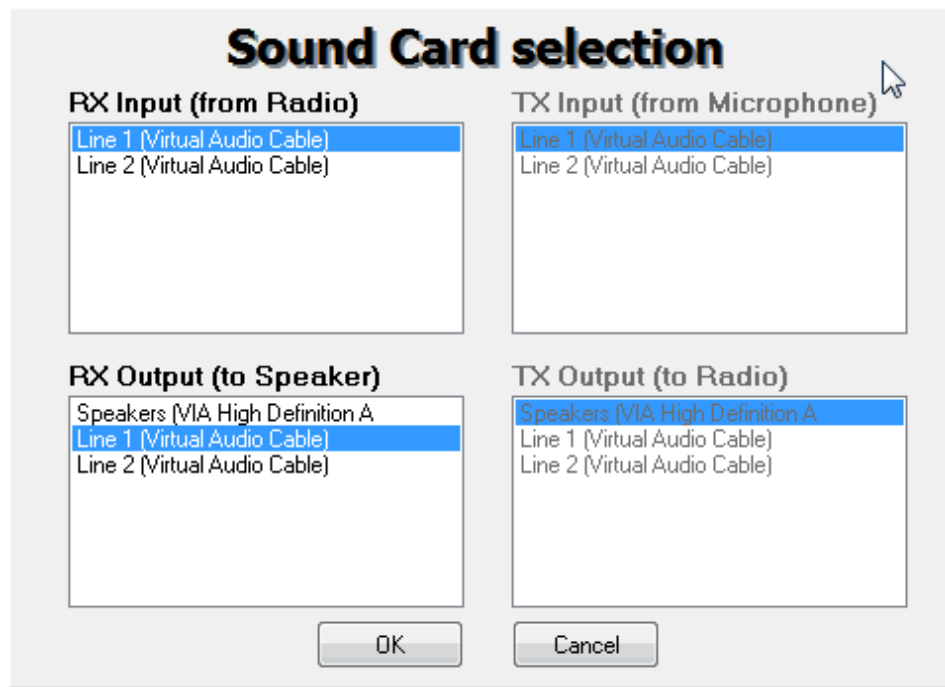 Sound Card selection
RX Input (from Radio)
Line 1 (Virtual Audio Cable)
Line 2 (Virtual Audio Cable)
TX Input (from Microphone)
Line 1 (Virtual Audio Cable)
Line 2 (Virtual Audio Cable)
RX Output (to Speaker)
Speakers (VIA High Definition A
Line 1 (Virtual Audio Cable)
Line 2 (Virtual Audio Cable)
TX Output (to Radio)
Speakers (VIA High Definition A
Line 1 (Virtual Audio Cable)
Line 2 (Virtual Audio Cable)
OK
Cancel